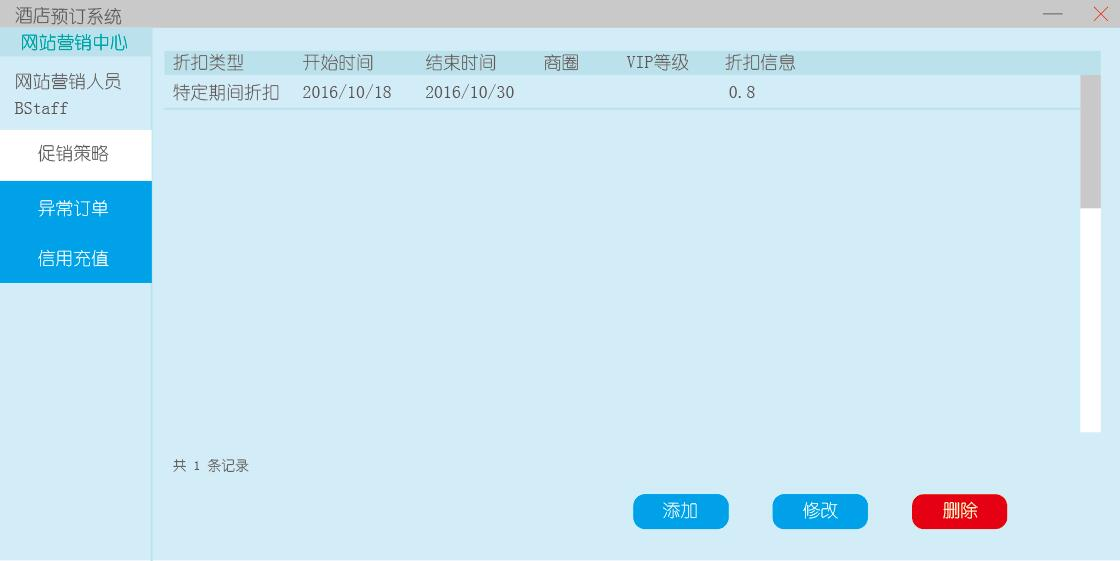 酒店预订系统
网站营销中心
网站营销人员
BStaff
促销策略
异常订单
信用充值
折扣类型 开始时间 结束时间 商圈 VIP等级 折扣信息
特定期间折扣 2016/10/18 2016/10/30 0.8
共 1 条记录
添加 修改 删除